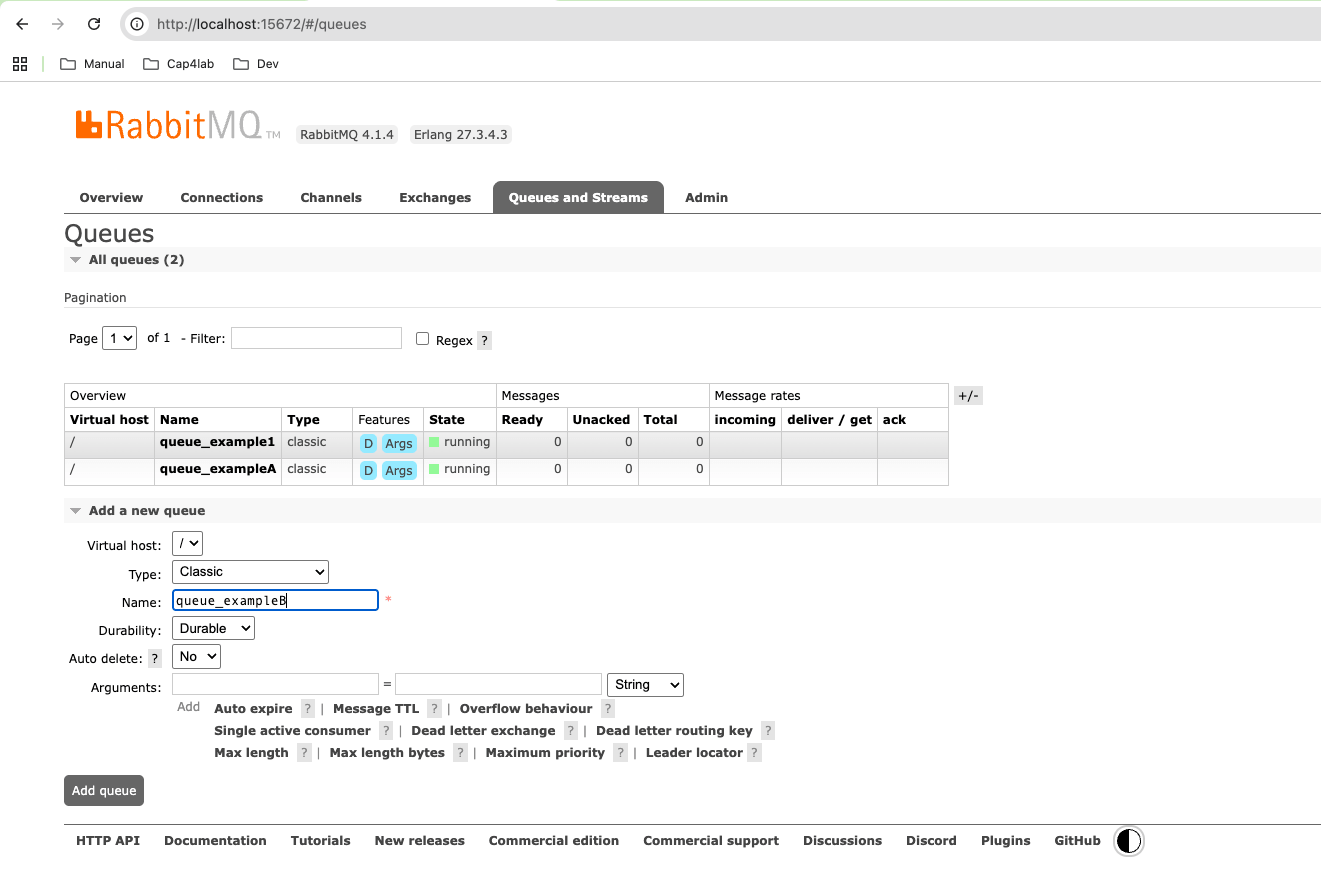 http://localhost:15672/#/queues
Manual Cap4lab Dev
RabbitMQ TM RabbitMQ 4.1.4 Erlang 27.3.4.3
Overview Connections Channels Exchanges Queues and Streams Admin
Queues
All queues (2)
Pagination
Page 1 of 1 - Filter: Regex ?
Overview Messages Message rates +/-
Virtual host Name Type Features State Ready Unacked Total incoming deliver / get ack
/ queue_example1 classic D Args running 0 0 0
/ queue_exampleA classic D Args running 0 0 0
Add a new queue
Virtual host: /
Type: Classic
Name: queue_exampleB *
Durability: Durable
Auto delete: ? No
Arguments: = String
Add Auto expire ? | Message TTL ? | Overflow behaviour ?
Single active consumer ? | Dead letter exchange ? | Dead letter routing key ?
Max length ? | Max length bytes ? | Maximum priority ? | Leader locator ?
Add queue
HTTP API Documentation Tutorials New releases Commercial edition Commercial support Discussions Discord Plugins GitHub